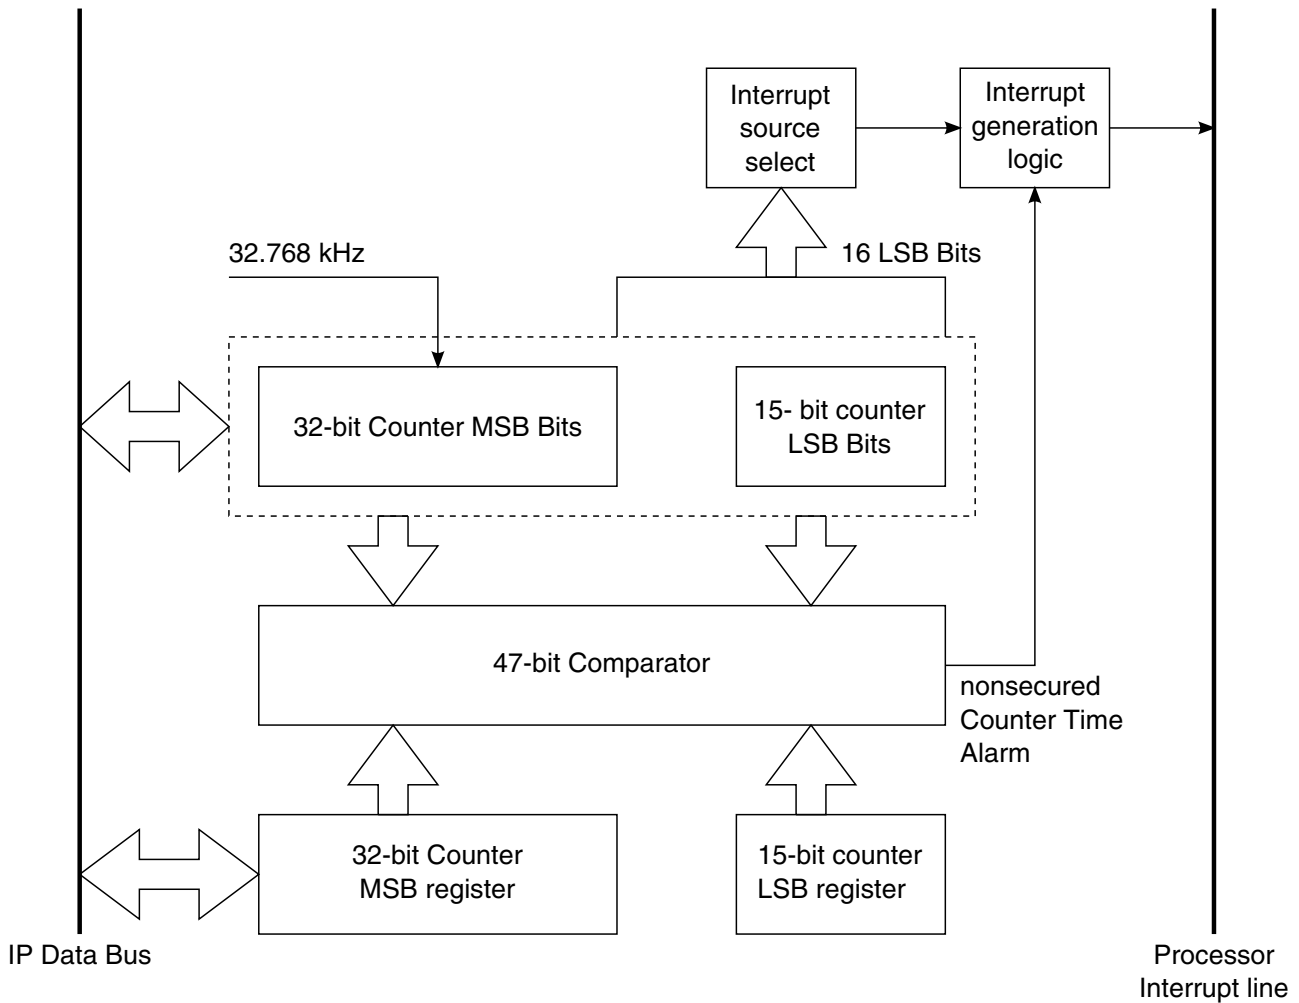 Interrupt
source
select
Interrupt
generation
logic
32.768 kHz
16 LSB Bits
32-bit Counter MSB Bits
15- bit counter
LSB Bits
47-bit Comparator
nonsecured
Counter Time
Alarm
32-bit Counter
MSB register
15-bit counter
LSB register
IP Data Bus
Processor
Interrupt line